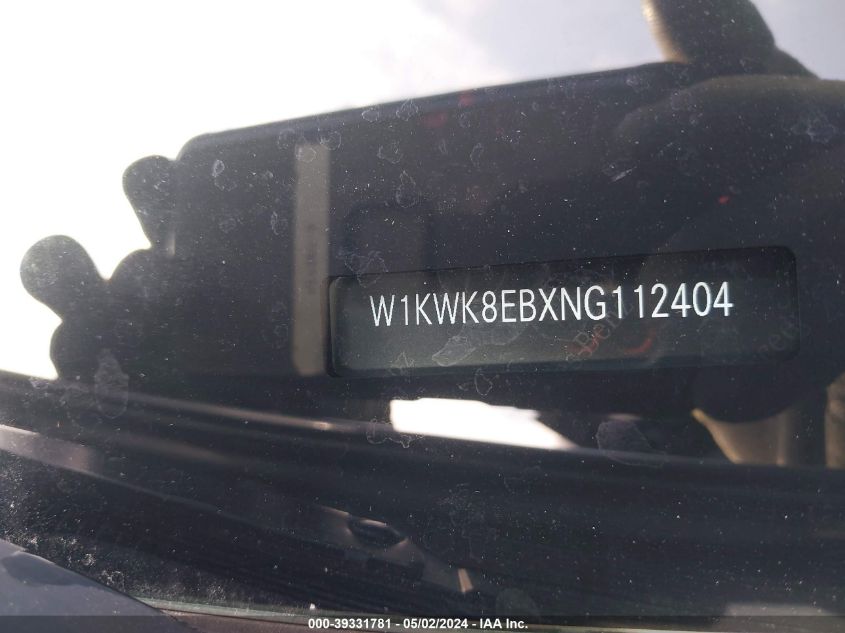 W1KWK8EBXNG112404
000-39331781 - 05/02/2024 - IAA Inc.